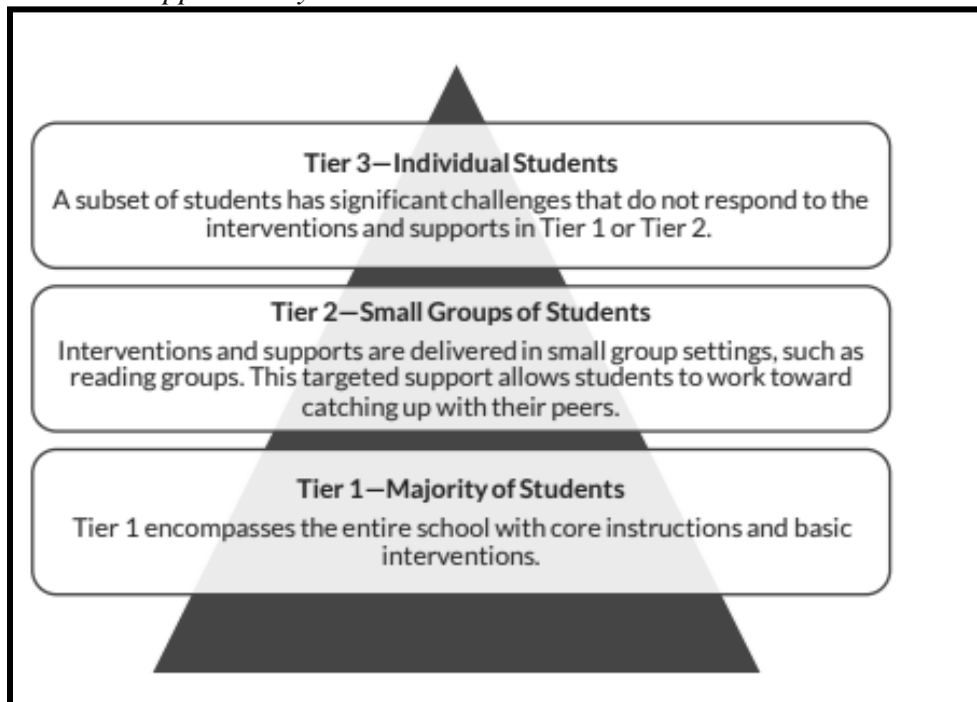 Tier 3—Individual Students
A subset of students has significant challenges that do not respond to the
interventions and supports in Tier 1 or Tier 2.
Tier 2—Small Groups of Students
Interventions and supports are delivered in small group settings, such as
reading groups. This targeted support allows students to work toward
catching up with their peers.
Tier 1—Majority of Students
Tier 1 encompasses the entire school with core instructions and basic
interventions.